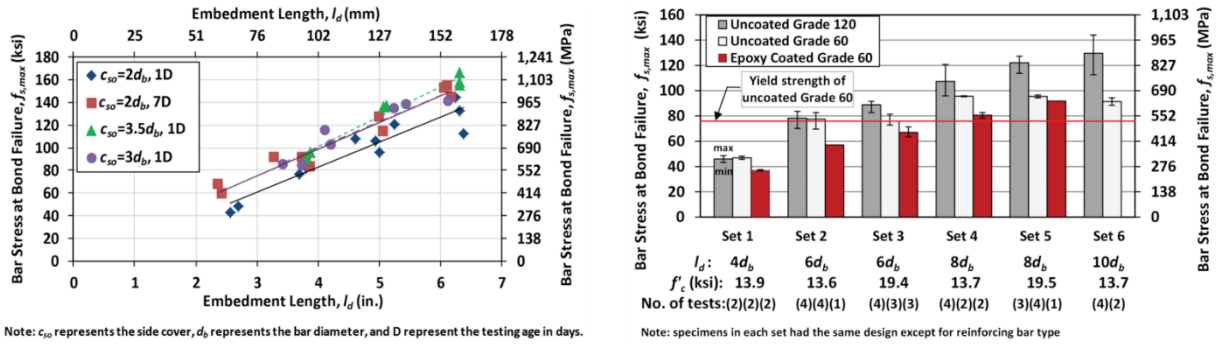 Embedment Length, l_d (mm)
0 25 51 76 102 127 152 178
Bar Stress at Bond Failure, f_s,max (ksi)
200
180
160
140
120
100
80
60
40
20
0
c_so=2d_b, 1D
c_so=2d_b, 7D
c_so=3.5d_b, 1D
c_so=3d_b, 1D
1,379
1,241
1,103
965
827
690
552
414
276
138
0
Bar Stress at Bond Failure, f_s,max (MPa)
0 1 2 3 4 5 6 7
Embedment Length, l_d (in.)
Note: c_so represents the side cover, d_b represents the bar diameter, and D represent the testing age in days.
Bar Stress at Bond Failure, f_s,max (ksi)
160
140
120
100
80
60
40
20
0
Uncoated Grade 120
Uncoated Grade 60
Epoxy Coated Grade 60
Yield strength of
uncoated Grade 60
max
min
1,103
965
827
690
552
414
276
138
0
Bar Stress at Bond Failure, f_s,max (MPa)
Set 1 Set 2 Set 3 Set 4 Set 5 Set 6
l_d: 4d_b 6d_b 6d_b 8d_b 8d_b 10d_b
f'_c (ksi) 13.9 13.6 19.4 13.7 19.5 13.7
No. of tests:(2)(2)(2) (4)(4)(1) (4)(3)(3) (4)(2)(2) (3)(4)(1) (4)(2)
Note: specimens in each set had the same design except for reinforcing bar type